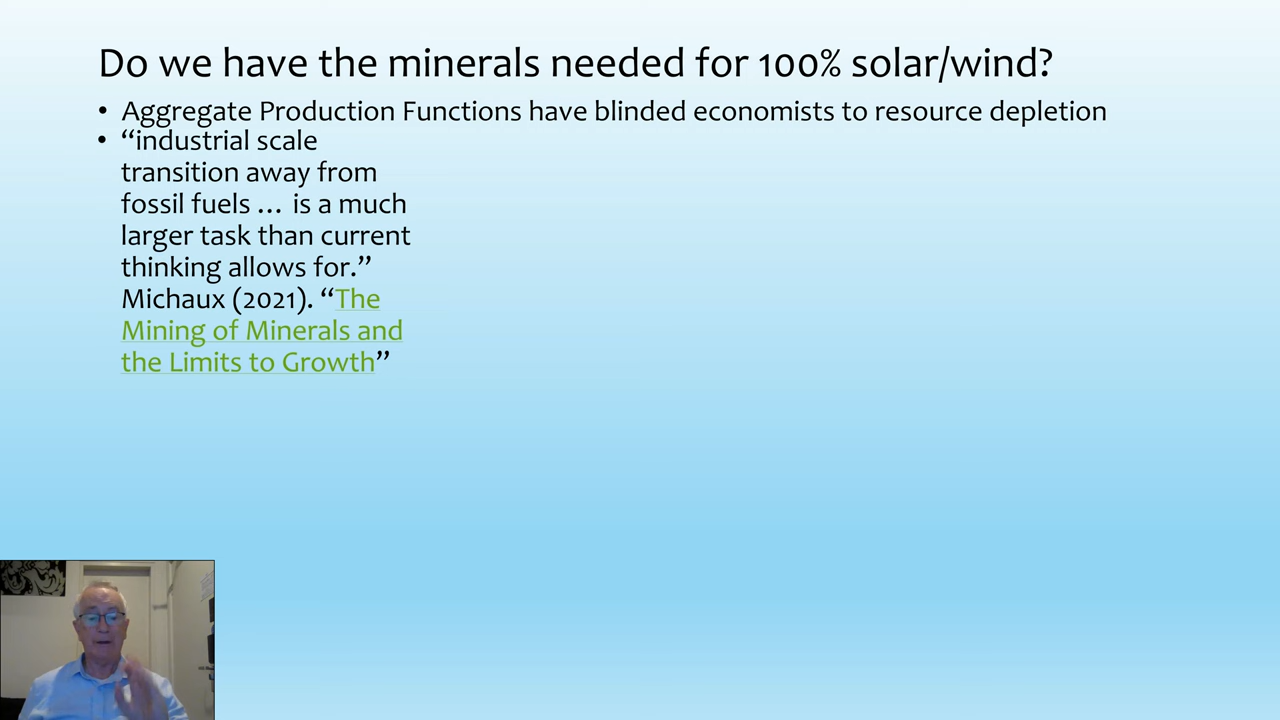 Do we have the minerals needed for 100% solar/wind?
• Aggregate Production Functions have blinded economists to resource depletion
• “industrial scale
transition away from
fossil fuels … is a much
larger task than current
thinking allows for.”
Michaux (2021). “The
Mining of Minerals and
the Limits to Growth”